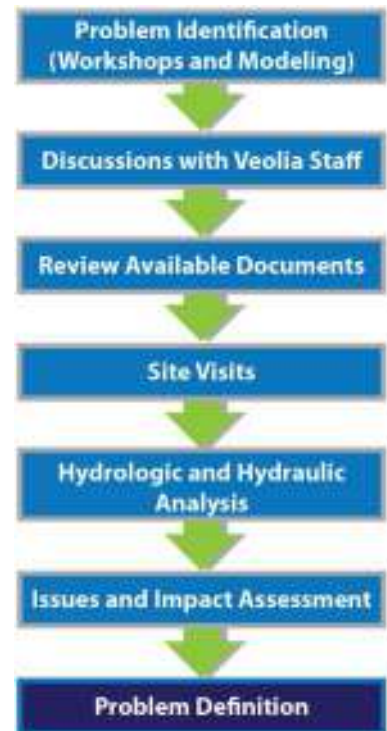 Problem Identification
(Workshops and Modeling)
Discussions with Veolia Staff
Review Available Documents
Site Visits
Hydrologic and Hydraulic
Analysis
Issues and Impact Assessment
Problem Definition